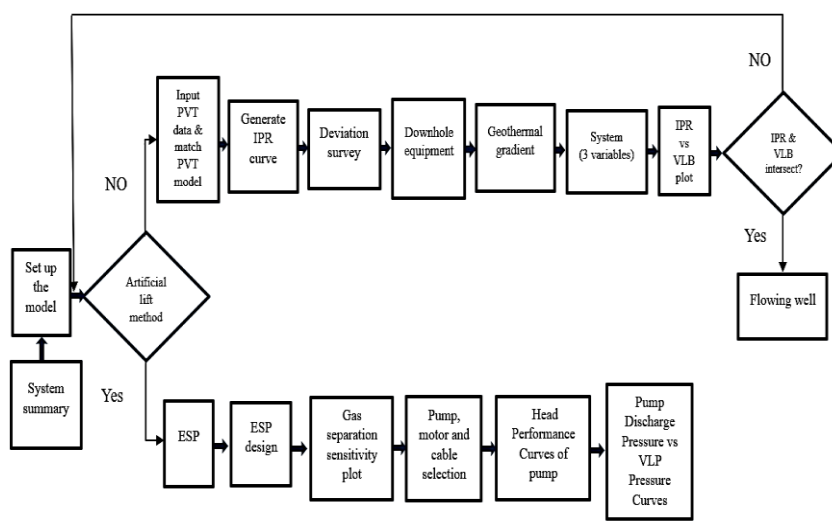 NO
Input
PVT
data &
match
PVT
model
Generate
IPR
curve
Deviation
survey
Downhole
equipment
Geothermal
gradient
System
(3 variables)
IPR
vs
VLB
plot
IPR &
VLB
intersect?
NO
Yes
Flowing well
Set up
the
model
Artificial
lift
method
System
summary
Yes
ESP
ESP
design
Gas
separation
sensitivity
plot
Pump,
motor and
cable
selection
Head
Performance
Curves of
pump
Pump
Discharge
Pressure vs
VLP
Pressure
Curves